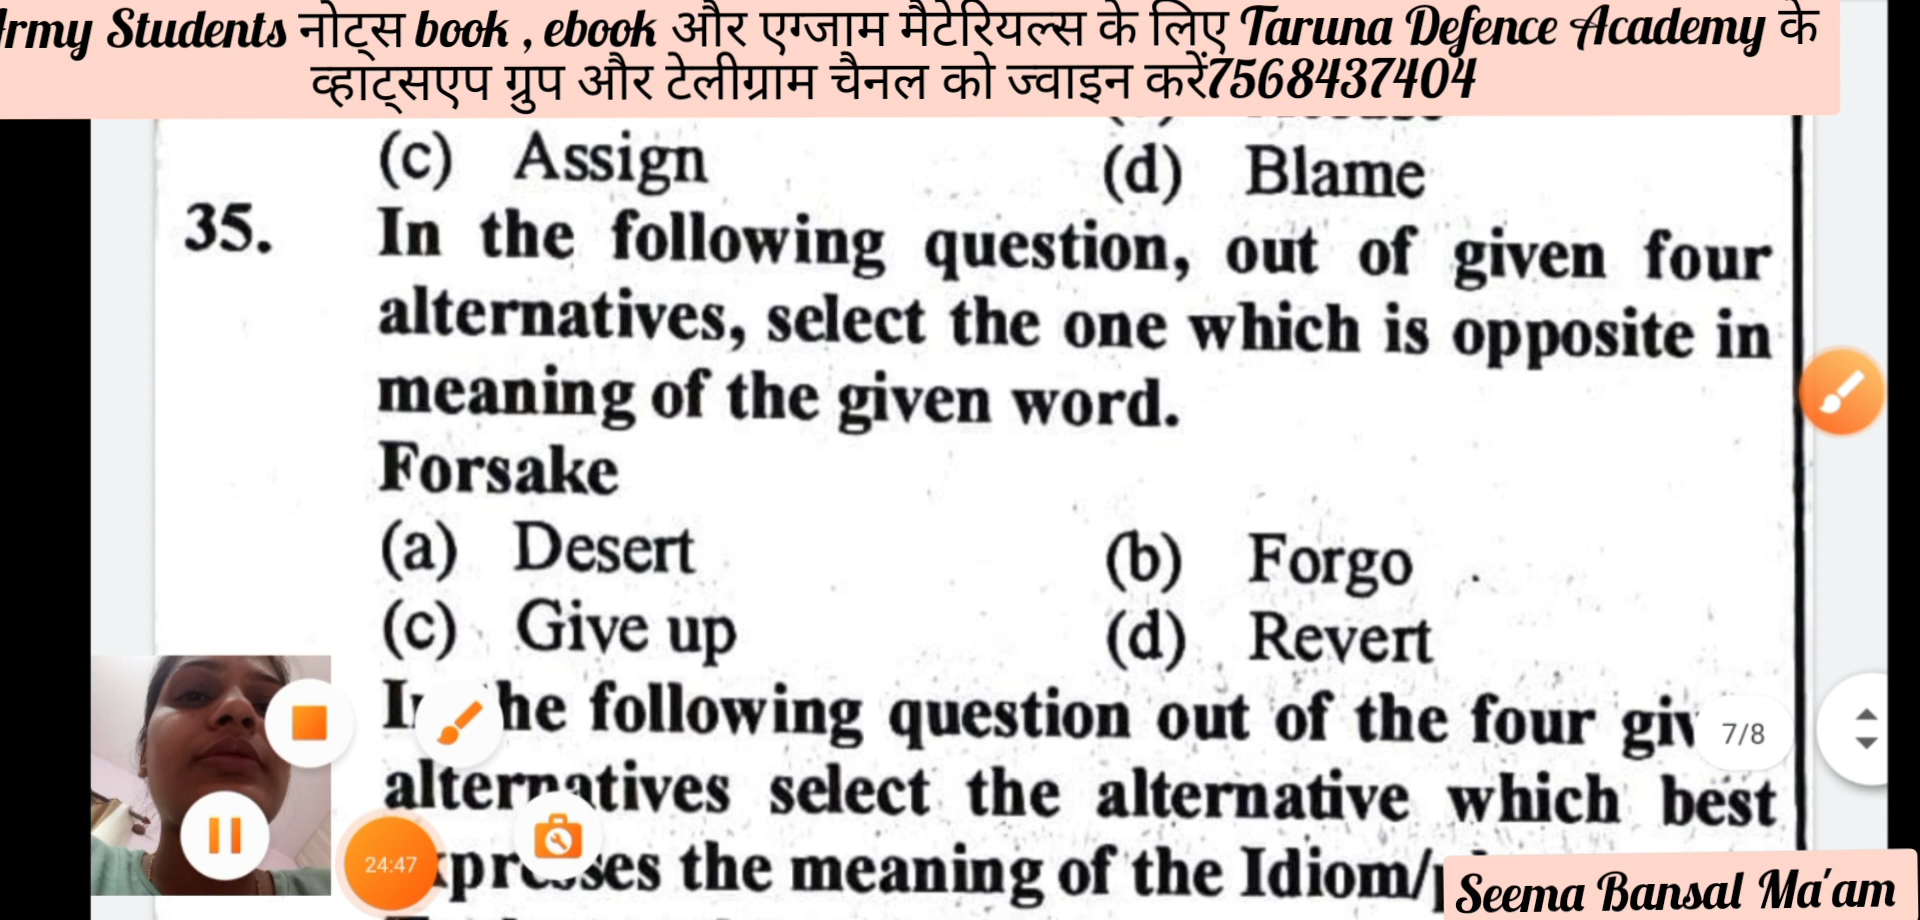 Students नोट्स book , ebook और एग्जाम मैटेरियल्स के लिए Taruna Defence Academy के
व्हाट्सएप ग्रुप और टेलीग्राम चैनल को ज्वाइन करें7568437404
(c) Assign (d) Blame
35. In the following question, out of given four
alternatives, select the one which is opposite in
meaning of the given word.
Forsake
(a) Desert (b) Forgo
(c) Give up (d) Revert
following question out of the four
7/8
alternatives select the alternative which best
24:47
the meaning of the Idiom/
Seema Bansal Ma'am